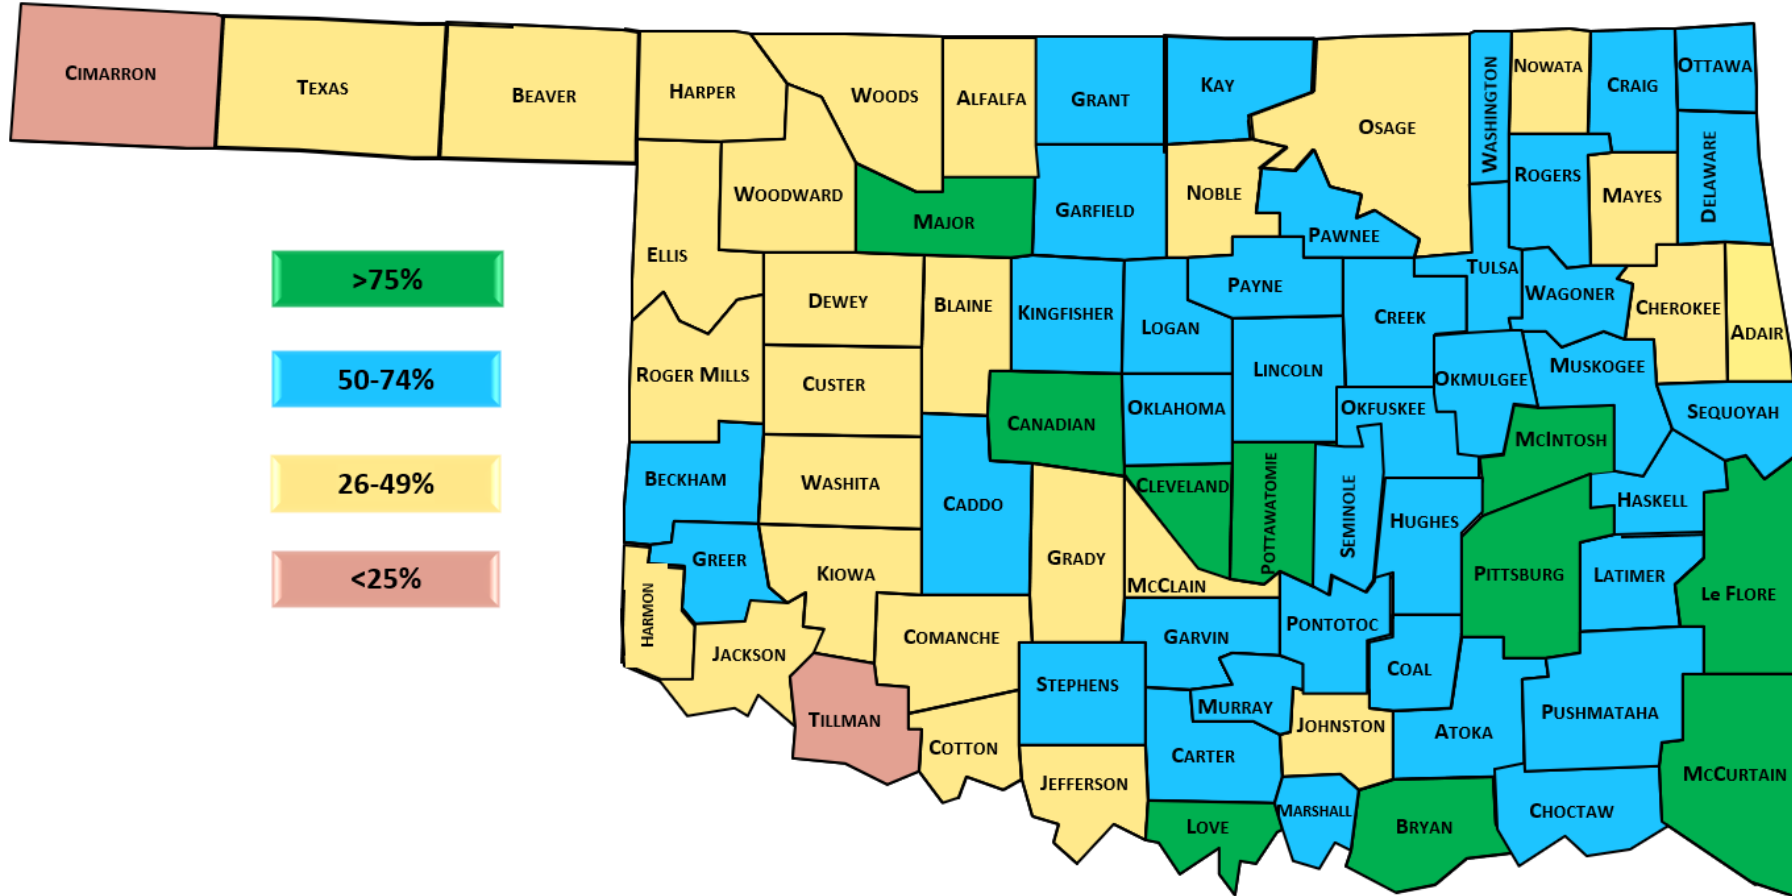 CIMARRON
TEXAS
BEAVER
HARPER
WOODS
ALFALFA
GRANT
KAY
OSAGE
WASHINGTON
NOWATA
CRAIG
OTTAWA
WOODWARD
MAJOR
GARFIELD
NOBLE
PAWNEE
ROGERS
MAYES
DELAWARE
ELLIS
DEWEY
BLAINE
KINGFISHER
LOGAN
PAYNE
CREEK
TULSA
WAGONER
CHEROKEE
ADAIR
>75%
50-74%
26-49%
<25%
ROGER MILLS
CUSTER
CANADIAN
OKLAHOMA
LINCOLN
OKFUSKEE
OKMULGEE
MUSKOGEE
SEQUOYAH
BECKHAM
WASHITA
CADDO
CLEVELAND
POTTAWATOMIE
SEMINOLE
HUGHES
MCINTOSH
HASKELL
GREER
KIOWA
GRADY
MCCLAIN
PITTSBURG
LATIMER
Le FLORE
HARMON
JACKSON
COMANCHE
GARVIN
PONTOTOC
COAL
TILLMAN
STEPHENS
MURRAY
JOHNSTON
ATOKA
PUSHMATAHA
COTTON
CARTER
MCCURTAIN
JEFFERSON
LOVE
MARSHALL
BRYAN
CHOCTAW